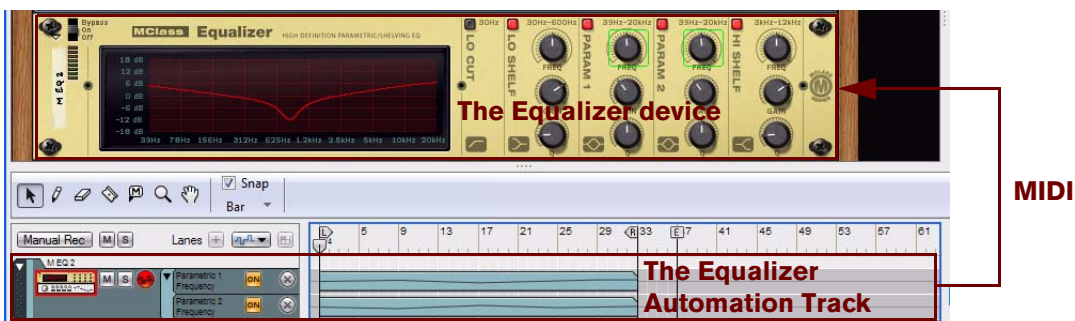 Bypass
On
Off
MClass Equalizer HIGH DEFINITION PARAMETRIC/SHELVING EQ
30Hz 30Hz-600Hz 39Hz-20kHz 39Hz-20kHz 3kHz-12kHz
LO CUT
LO SHELF
PARAM 1
PARAM 2
HI SHELF
FREQ FREQ FREQ FREQ
M EQ 2
18 dB
12 dB
6 dB
0 dB
-6 dB
-12 dB
-18 dB
39Hz 78Hz 156Hz 312Hz 625Hz 1.2kHz 2.5kHz 5kHz 10kHz 20kHz
The Equalizer device
GAIN
Q Q Q Q
MIDI
Snap
Bar
Manual Rec M S Lanes
L 4 5 9 13 17 21 25 29 R 33 E 37 41 45 49 53 57 61
M EQ 2
M S
Parametric 1
Frequency
ON
Parametric 2
Frequency
ON
The Equalizer
Automation Track